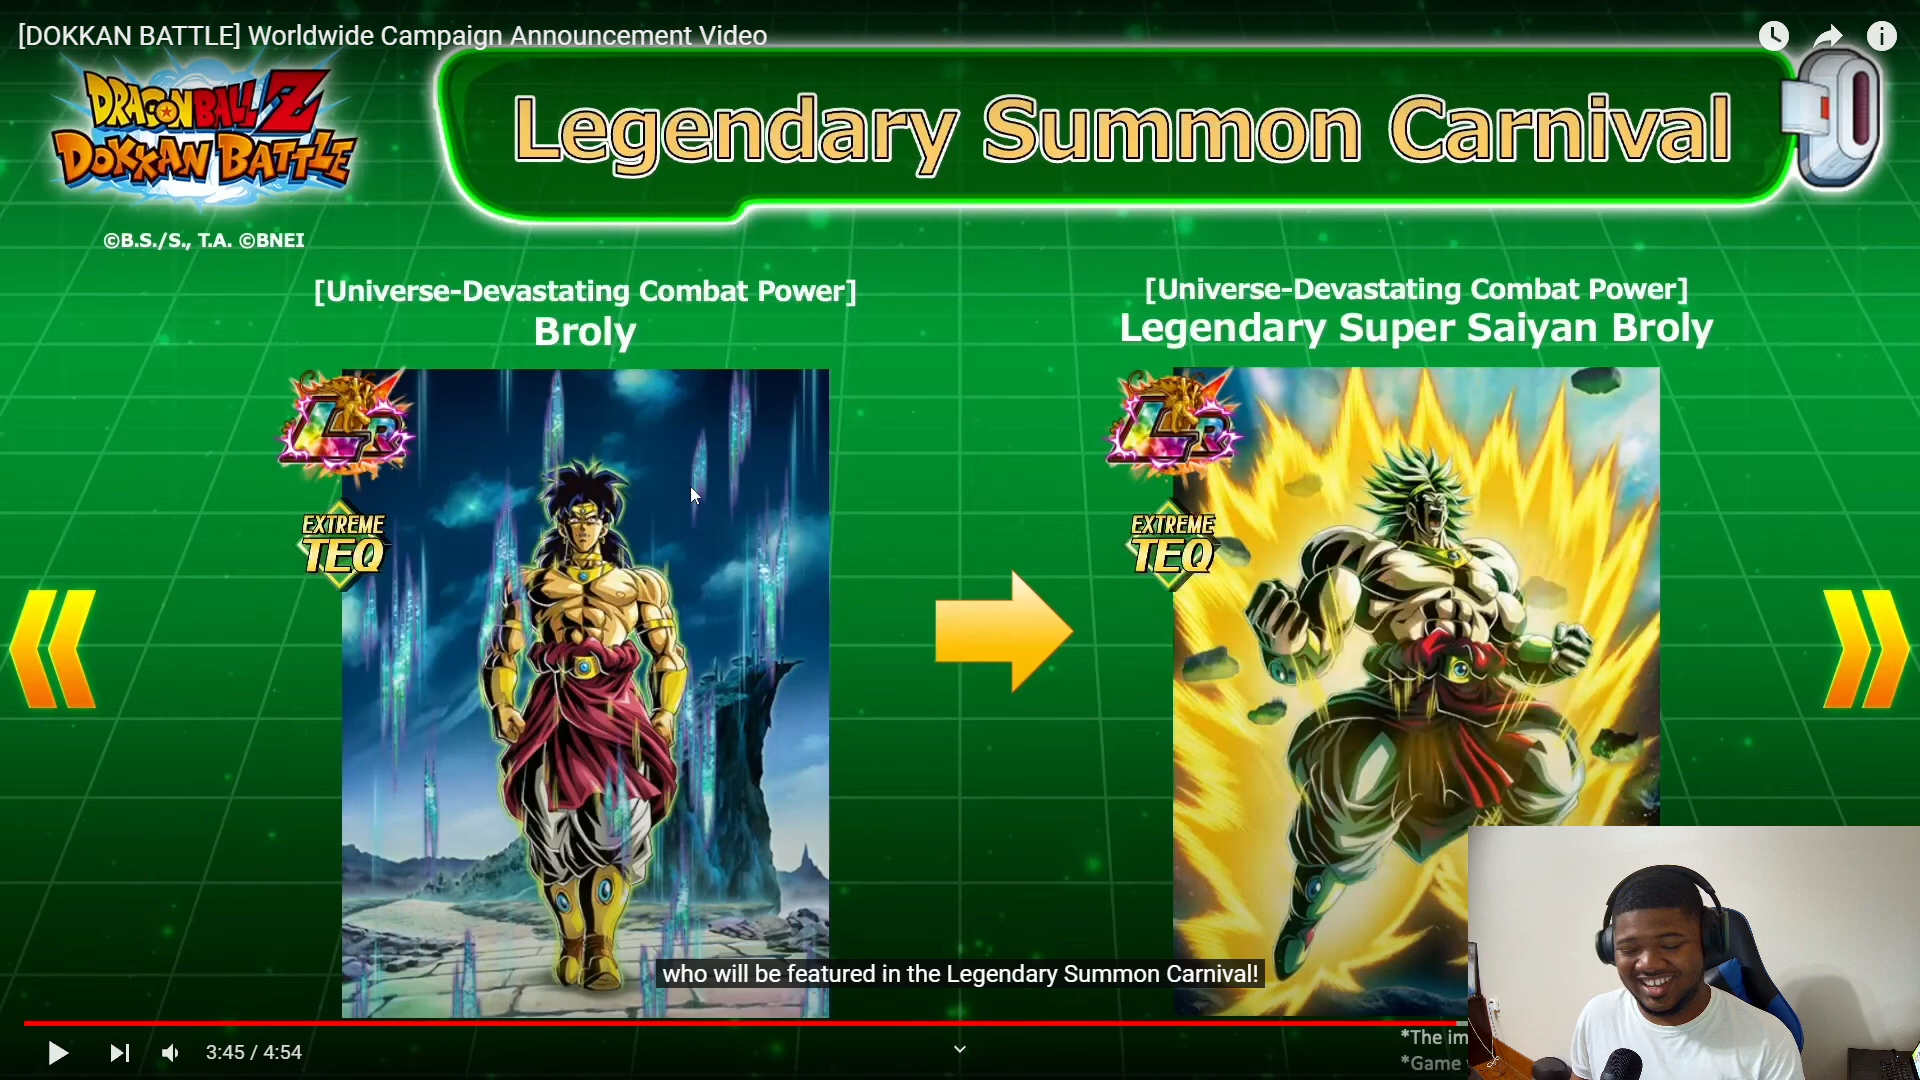 [DOKKAN BATTLE] Worldwide Campaign Announcement Video
DRAGON BALL Z
DOKKAN BATTLE
Legendary Summon Carnival
©B.S./S., T.A. ©BNEI
[Universe-Devastating Combat Power]
Broly
[Universe-Devastating Combat Power]
Legendary Super Saiyan Broly
LR
EXTREME
TEQ
LR
EXTREME
TEQ
who will be featured in the Legendary Summon Carnival!
3:45 / 4:54
*The im
*Game